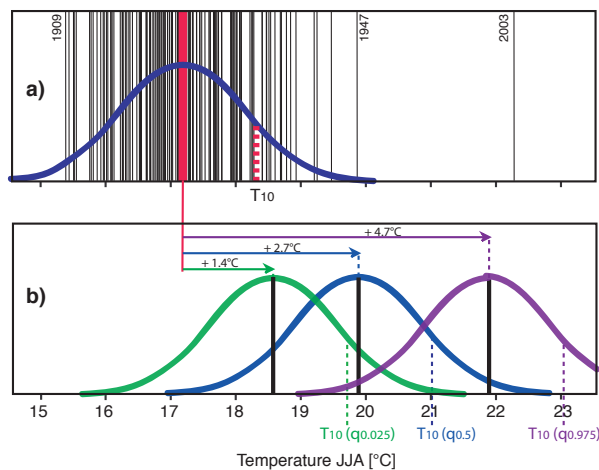 1909
1947
2003
a)
T10
+ 4.7°C
+ 2.7°C
+ 1.4°C
b)
15 16 17 18 19 20 21 22 23
T10 (q0.025) T10 (q0.5) T10 (q0.975)
Temperature JJA [°C]